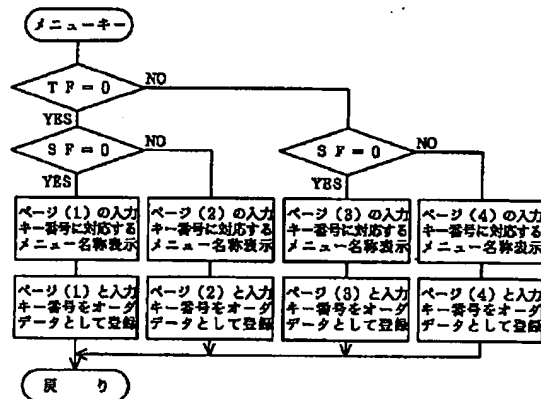 メニューキー
TF=0
NO
YES
SF=0
NO
SF=0
NO
YES
YES
ページ(1)の入力
キー番号に対応する
メニュー名称表示
ページ(2)の入力
キー番号に対応する
メニュー名称表示
ページ(3)の入力
キー番号に対応する
メニュー名称表示
ページ(4)の入力
キー番号に対応する
メニュー名称表示
ページ(1)と入力
キー番号をオーダ
データとして登録
ページ(2)と入力
キー番号をオーダ
データとして登録
ページ(3)と入力
キー番号をオーダ
データとして登録
ページ(4)と入力
キー番号をオーダ
データとして登録
戻り